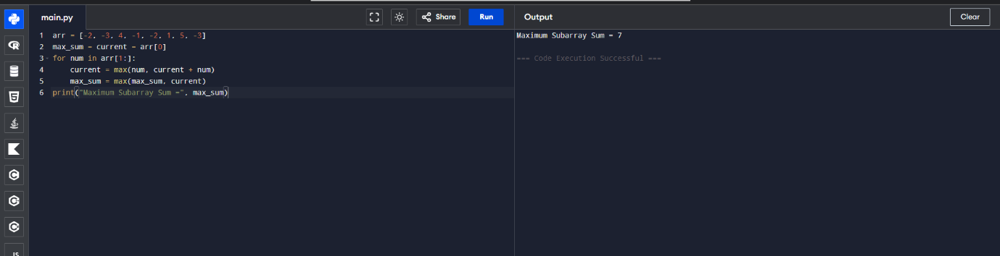 main.py
Share
Run
Output
Clear
1 arr = [-2, -3, 4, -1, -2, 1, 5, -3]
2 max_sum = current = arr[0]
3 for num in arr[1:]:
4     current = max(num, current + num)
5     max_sum = max(max_sum, current)
6 print("Maximum Subarray Sum =", max_sum)
Maximum Subarray Sum = 7
=== Code Execution Successful ===
JS